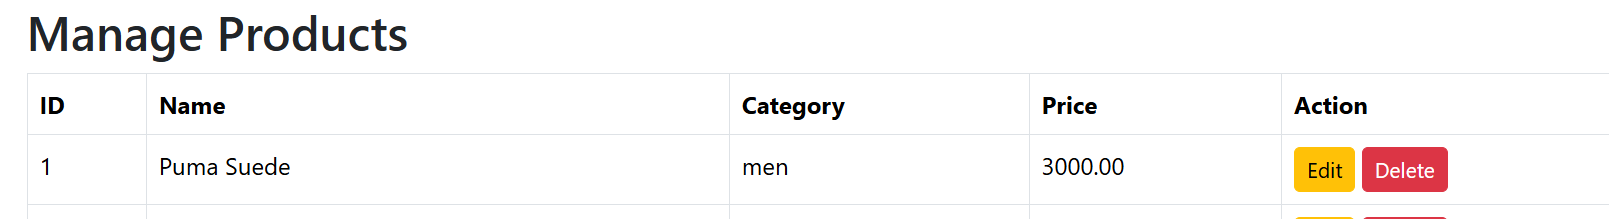 Manage Products
ID Name Category Price Action
1 Puma Suede men 3000.00 Edit Delete